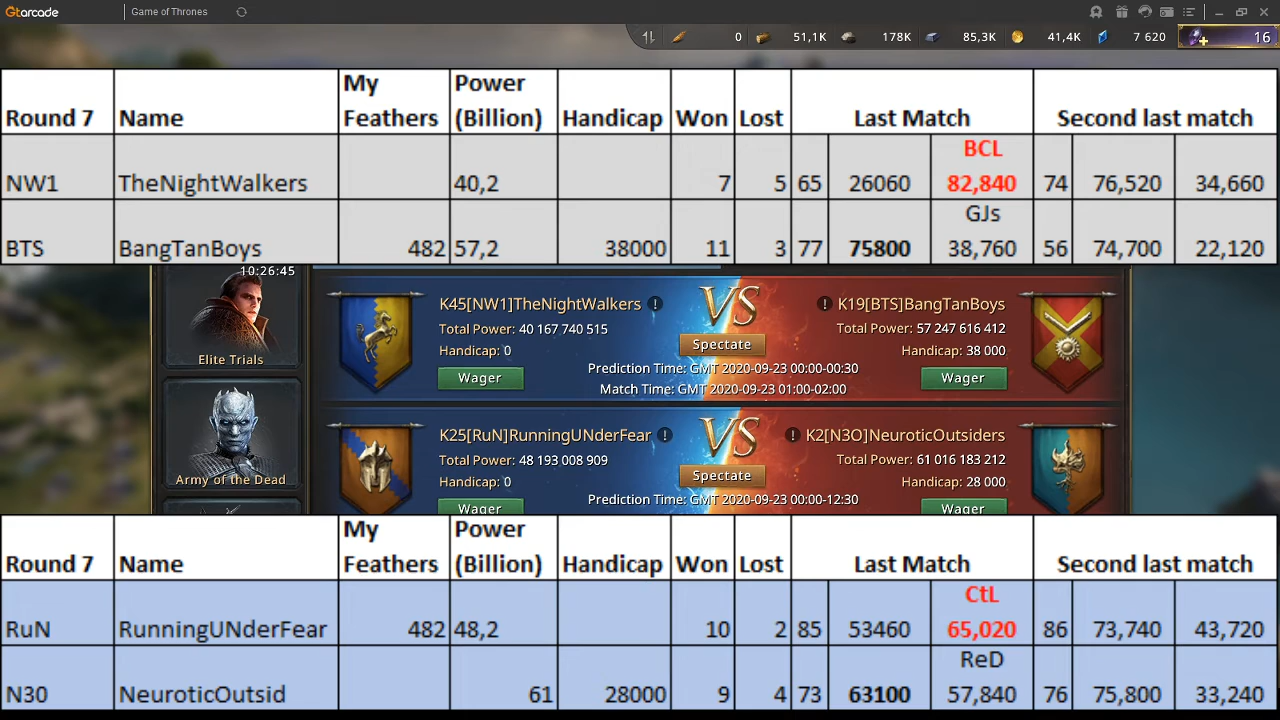 Gtarcade Game of Thrones
0 51,1K 178K 85,3K 41,4K 7 620 16
Round 7 Name My Feathers Power (Billion) Handicap Won Lost Last Match Second last match
NW1 TheNightWalkers 40,2 7 5 65 26060 BCL 82,840 74 76,520 34,660
BTS BangTanBoys 482 57,2 38000 11 3 77 75800 GJs 38,760 56 74,700 22,120
10:26:45
Elite Trials
Army of the Dead
K45[NW1]TheNightWalkers ! VS ! K19[BTS]BangTanBoys
Total Power: 40 167 740 515 Total Power: 57 247 616 412
Handicap: 0 Spectate Handicap: 38 000
Prediction Time: GMT 2020-09-23 00:00-00:30
Wager Wager
Match Time: GMT 2020-09-23 01:00-02:00
K25[RuN]RunningUNderFear ! VS ! K2[N3O]NeuroticOutsiders
Total Power: 48 193 008 909 Total Power: 61 016 183 212
Handicap: 0 Spectate Handicap: 28 000
Prediction Time: GMT 2020-09-23 00:00-12:30
Wager Wager
Round 7 Name My Feathers Power (Billion) Handicap Won Lost Last Match Second last match
RuN RunningUNderFear 482 48,2 10 2 85 53460 CtL 65,020 86 73,740 43,720
N30 NeuroticOutsid 61 28000 9 4 73 63100 ReD 57,840 76 75,800 33,240